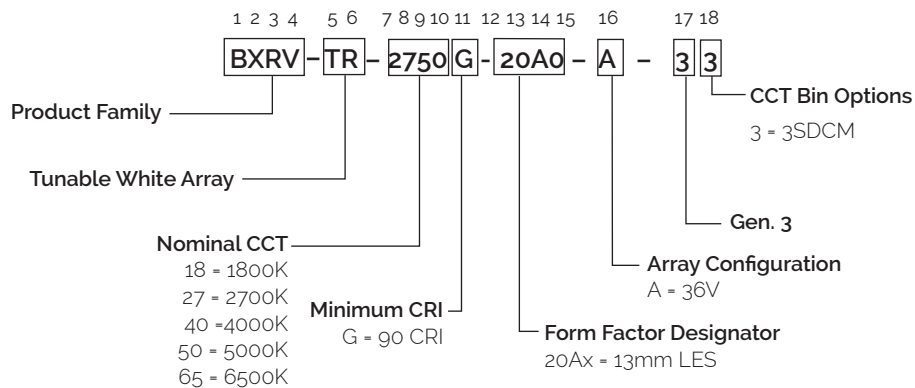 1 2 3 4 5 6 7 8 9 10 11 12 13 14 15 16 17 18
BXRV – TR – 2750 G - 20A0 – A – 3 3
Product Family
Tunable White Array
Nominal CCT
18 = 1800K
27 = 2700K
40 =4000K
50 = 5000K
65 = 6500K
Minimum CRI
G = 90 CRI
Form Factor Designator
20Ax = 13mm LES
Array Configuration
A = 36V
Gen. 3
CCT Bin Options
3 = 3SDCM